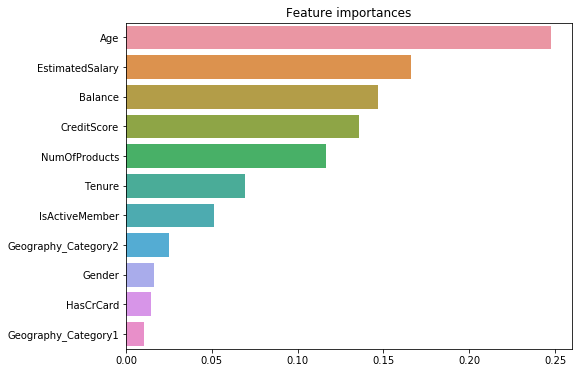 Feature importances
Age
EstimatedSalary
Balance
CreditScore
NumOfProducts
Tenure
IsActiveMember
Geography_Category2
Gender
HasCrCard
Geography_Category1
0.00 0.05 0.10 0.15 0.20 0.25